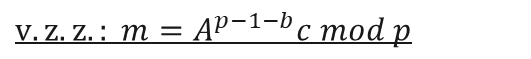 v. z. z.: m = A^{p−1−b}c mod p